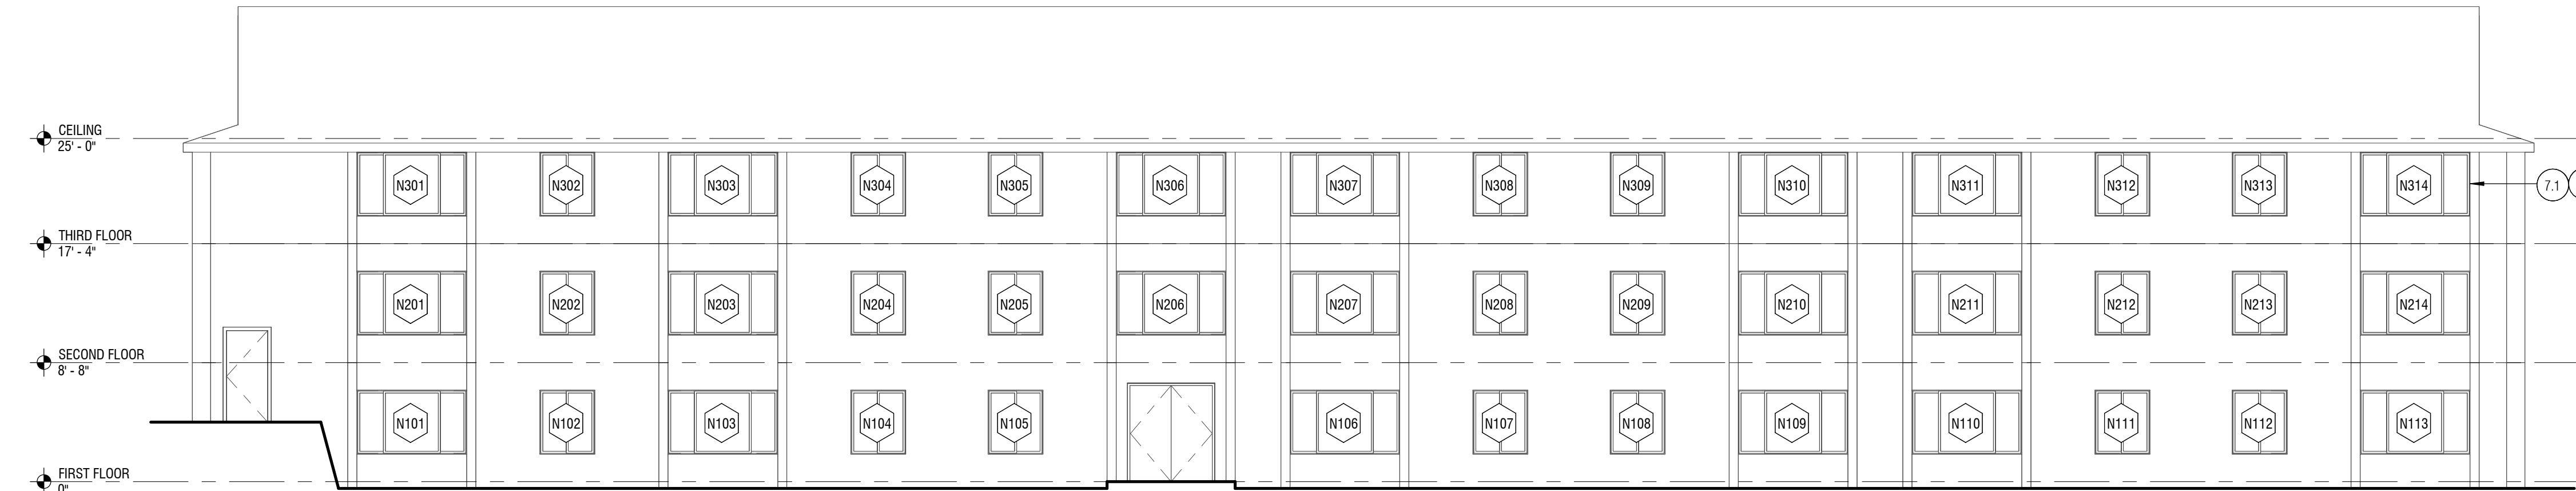 CEILING
25' - 0"
N301 N302 N303 N304 N305 N306 N307 N308 N309 N310 N311 N312 N313 N314 7.1
THIRD FLOOR
17' - 4"
N201 N202 N203 N204 N205 N206 N207 N208 N209 N210 N211 N212 N213 N214
SECOND FLOOR
8' - 8"
N101 N102 N103 N104 N105 N106 N107 N108 N109 N110 N111 N112 N113
FIRST FLOOR
0"